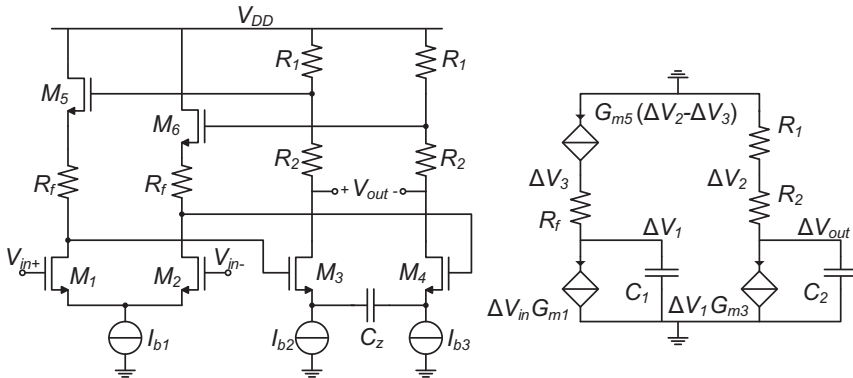 V_DD
R_1
R_1
M_5
M_6
R_2
R_2
R_f
R_f
+ V_out -
V_in+
M_1
M_2
V_in-
M_3
M_4
C_z
I_b1
I_b2
I_b3
G_m5 (ΔV_2-ΔV_3)
R_1
ΔV_3
ΔV_2
R_2
R_f
ΔV_1
ΔV_out
C_1
C_2
ΔV_in G_m1
ΔV_1 G_m3